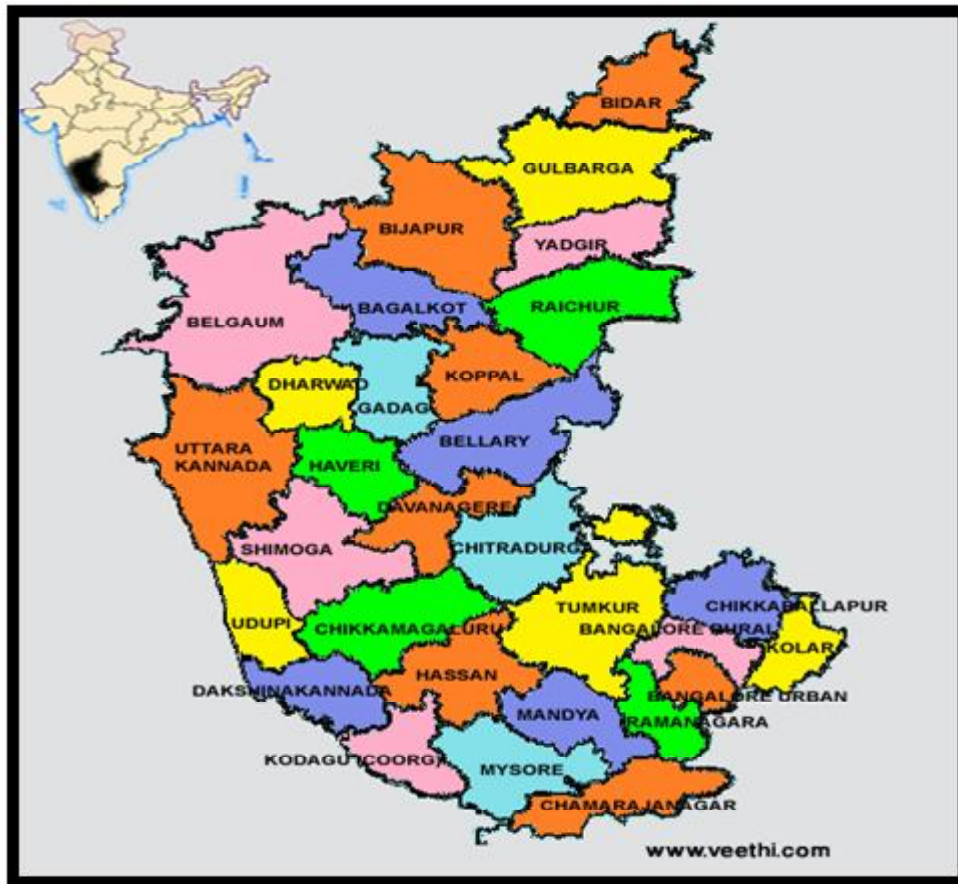 BIDAR
GULBARGA
BIJAPUR
YADGIR
RAICHUR
BAGALKOT
BELGAUM
KOPPAL
DHARWAD
GADAG
BELLARY
UTTARA
KANNADA
HAVERI
DAVANAGERE
SHIMOGA
CHITRADURG
CHIKKABALLAPUR
TUMKUR
UDUPI
CHIKKAMAGALURU
BANGALORE RURAL
KOLAR
HASSAN
DAKSHINAKANNADA
BANGALORE URBAN
MANDYA
RAMANAGARA
KODAGU (COORG)
MYSORE
CHAMARAJANAGAR
www.veethi.com